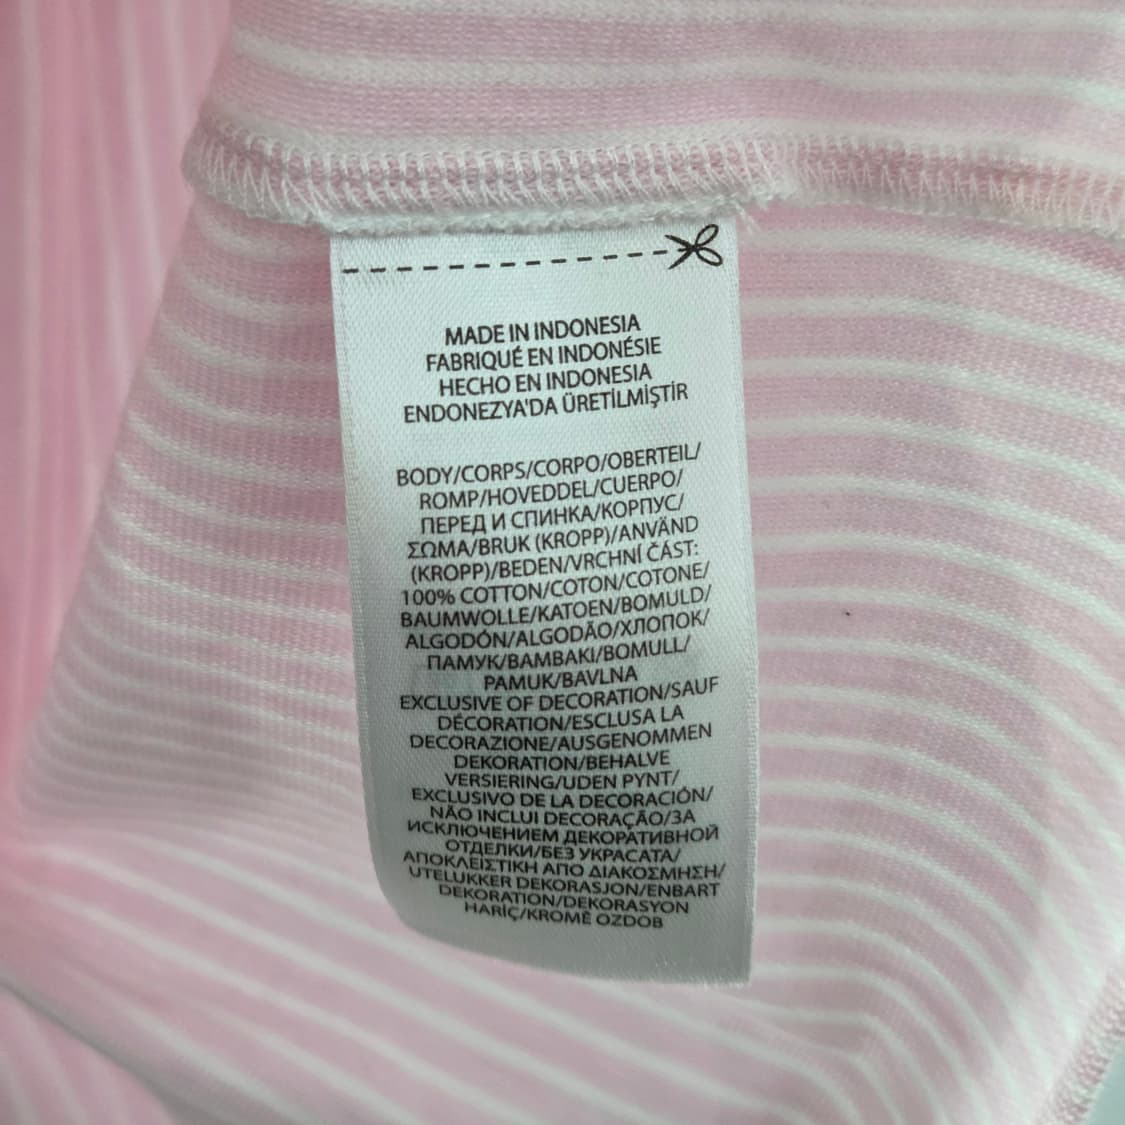 MADE IN INDONESIA
FABRIQUÉ EN INDONÉSIE
HECHO EN INDONESIA
ENDONEZYA'DA ÜRETİLMİŞTİR
BODY/CORPS/CORPO/OBERTEIL/
ROMP/HOVEDDEL/CUERPO/
ПЕРЕД И СПИНКА/КОРПУС/
ΣΩΜΑ/BRUK (KROPP)/ANVÄND
(KROPP)/BEDEN/VRCHNÍ ČÁST:
100% COTTON/COTON/COTONE/
BAUMWOLLE/KATOEN/BOMULD/
ALGODÓN/ALGODÃO/ХЛОПОК/
ПАМУК/BAMBAKI/BOMULL/
PAMUK/BAVLNA
EXCLUSIVE OF DECORATION/SAUF
DÉCORATION/ESCLUSA LA
DECORAZIONE/AUSGENOMMEN
DEKORATION/BEHALVE
VERSIERING/UDEN PYNT/
EXCLUSIVO DE LA DECORACIÓN/
NÃO INCLUI DECORAÇÃO/ЗА
ИСКЛЮЧЕНИЕМ ДЕКОРАТИВНОЙ
ОТДЕЛКИ/БЕЗ УКРАСАТА/
ΑΠΟΚΛΕΙΣΤΙΚΗ ΑΠΟ ΔΙΑΚΟΣΜΗΣΗ/
UTELUKKER DEKORASJON/ENBART
DEKORATION/DEKORASYON
HARİÇ/KROMĚ OZDOB